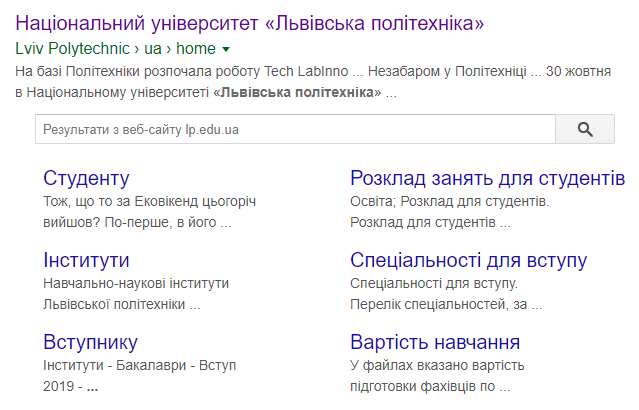 Національний університет «Львівська політехніка»
Lviv Polytechnic › ua › home
На базі Політехніки розпочала роботу Tech LabInno ... Незабаром у Політехніці ... 30 жовтня
в Національному університеті «Львівська політехніка» ...
Результати з веб-сайту lp.edu.ua
Студенту
Тож, що то за Ековікенд цьогоріч
вийшов? По-перше, в його ...
Розклад занять для студентів
Освіта; Розклад для студентів.
Розклад для студентів ...
Інститути
Навчально-наукові інститути
Львівської політехніки ...
Спеціальності для вступу
Спеціальності для вступу.
Перелік спеціальностей, за ...
Вступнику
Інститути - Бакалаври - Вступ
2019 - ...
Вартість навчання
У файлах вказано вартість
підготовки фахівців по ...